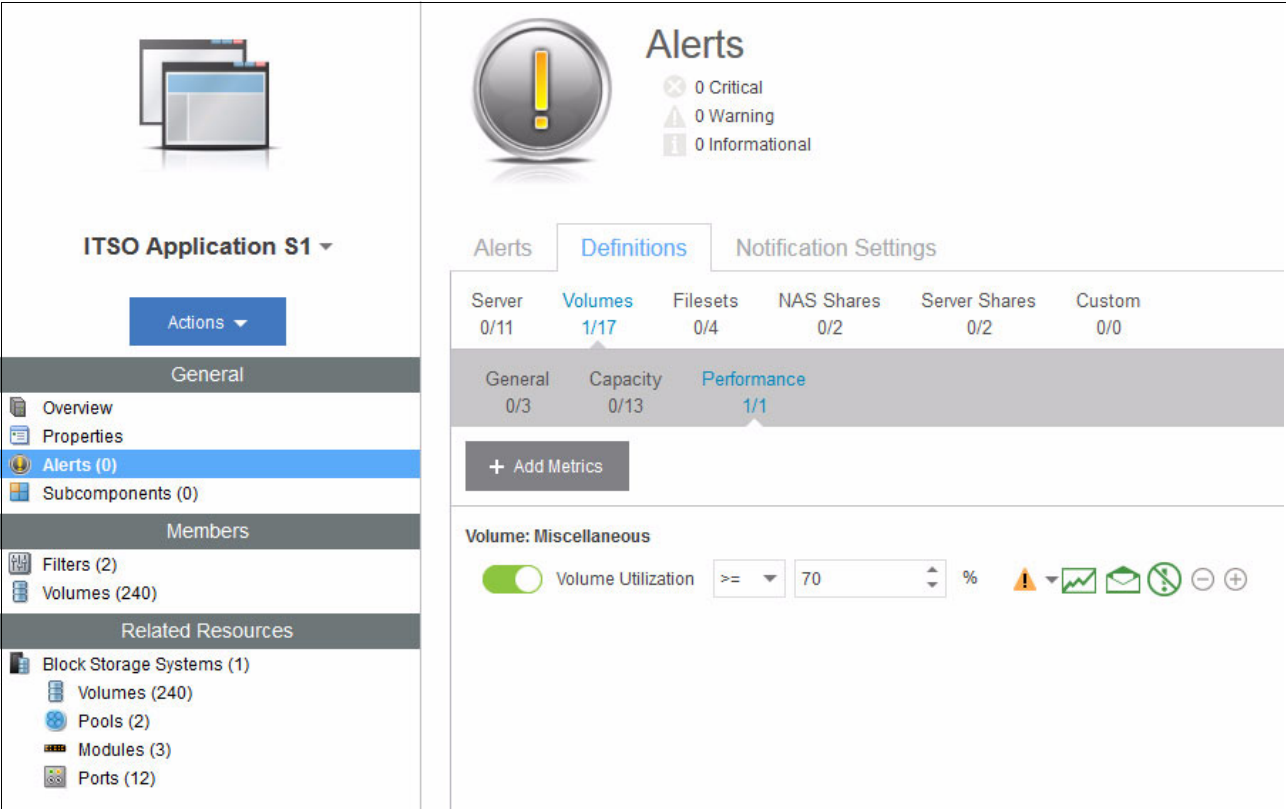 ITSO Application S1
Actions
General
Overview
Properties
Alerts (0)
Subcomponents (0)
Members
Filters (2)
Volumes (240)
Related Resources
Block Storage Systems (1)
Volumes (240)
Pools (2)
Modules (3)
Ports (12)
Alerts
0 Critical
0 Warning
0 Informational
Alerts Definitions Notification Settings
Server Volumes Filesets NAS Shares Server Shares Custom
0/11 1/17 0/4 0/2 0/2 0/0
General Capacity Performance
0/3 0/13 1/1
+ Add Metrics
Volume: Miscellaneous
Volume Utilization >= 70 %